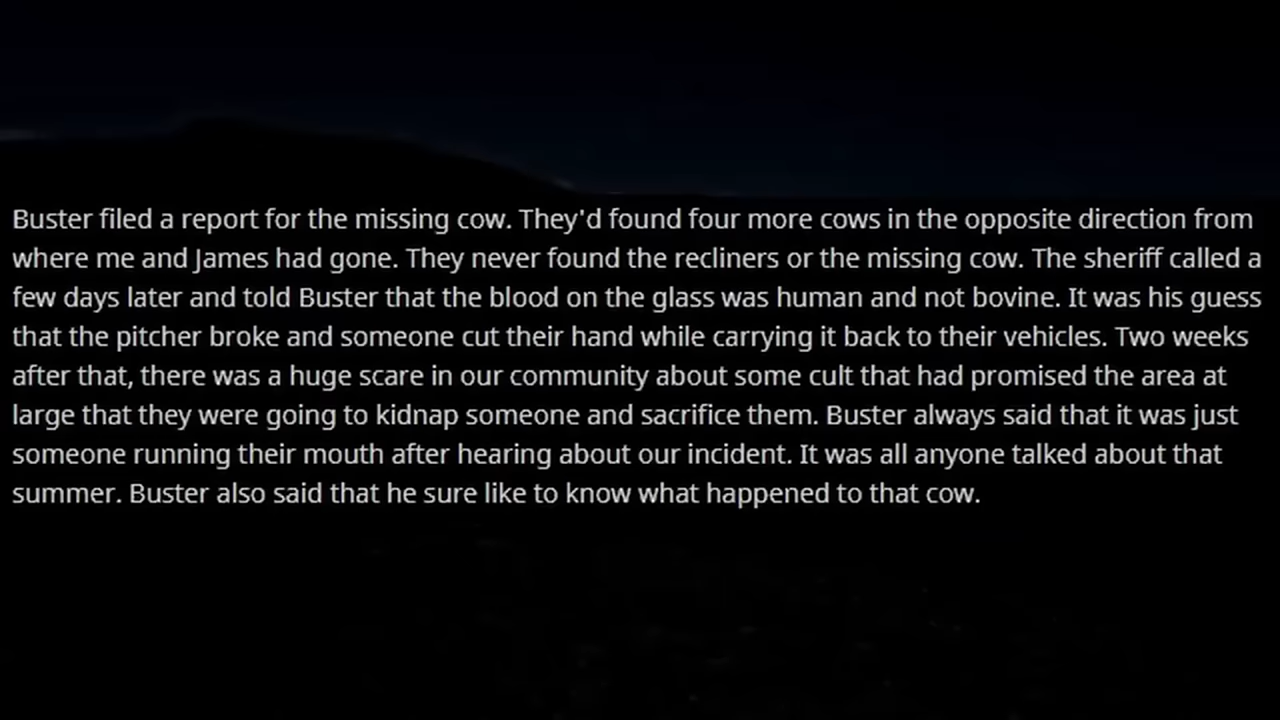 Buster filed a report for the missing cow. They'd found four more cows in the opposite direction from
where me and James had gone. They never found the recliners or the missing cow. The sheriff called a
few days later and told Buster that the blood on the glass was human and not bovine. It was his guess
that the pitcher broke and someone cut their hand while carrying it back to their vehicles. Two weeks
after that, there was a huge scare in our community about some cult that had promised the area at
large that they were going to kidnap someone and sacrifice them. Buster always said that it was just
someone running their mouth after hearing about our incident. It was all anyone talked about that
summer. Buster also said that he sure like to know what happened to that cow.